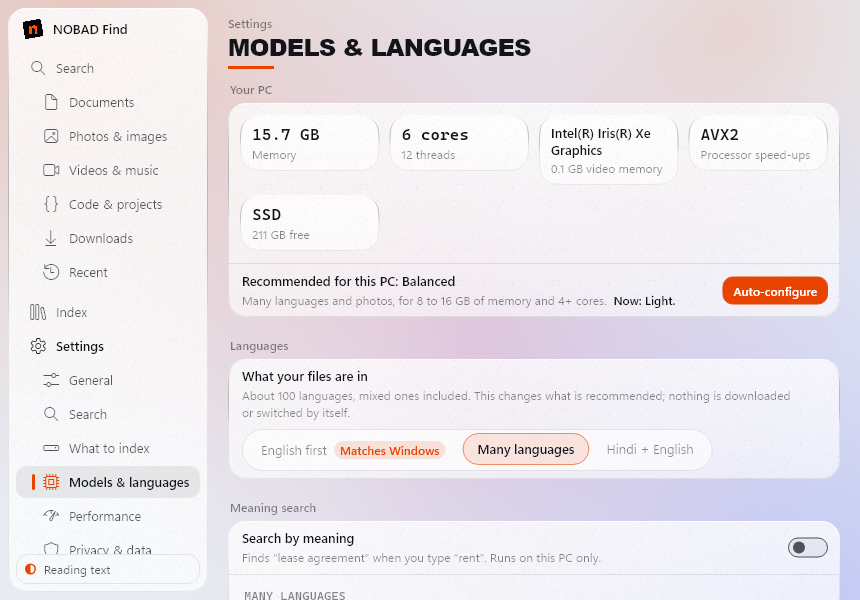 NOBAD Find
Search
Documents
Photos & images
Videos & music
Code & projects
Downloads
Recent
Index
Settings
General
Search
What to index
Models & languages
Performance
Privacy & data
Reading text
Settings
MODELS & LANGUAGES
Your PC
15.7 GB
Memory
6 cores
12 threads
Intel(R) Iris(R) Xe
Graphics
0.1 GB video memory
AVX2
Processor speed-ups
SSD
211 GB free
Recommended for this PC: Balanced
Many languages and photos, for 8 to 16 GB of memory and 4+ cores. Now: Light.
Auto-configure
Languages
What your files are in
About 100 languages, mixed ones included. This changes what is recommended; nothing is downloaded
or switched by itself.
English first Matches Windows Many languages Hindi + English
Meaning search
Search by meaning
Finds “lease agreement” when you type “rent”. Runs on this PC only.
MANY LANGUAGES